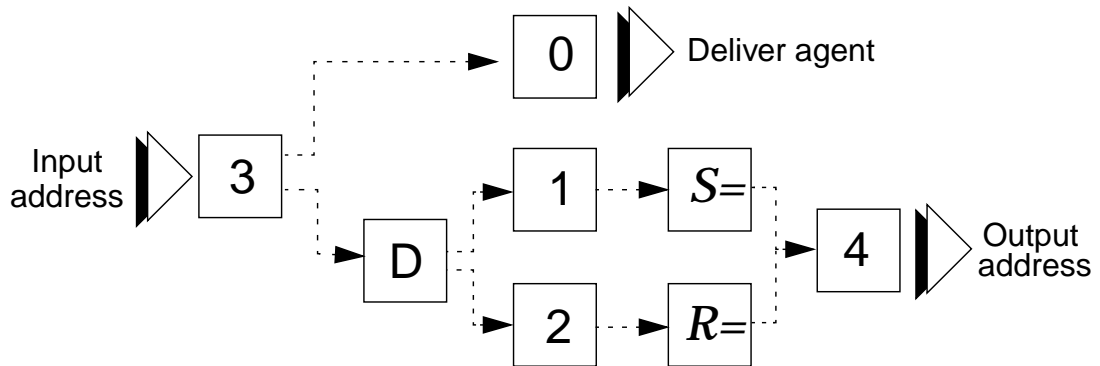 0
Deliver agent
Input
address
3
1
S=
D
4
Output
address
2
R=